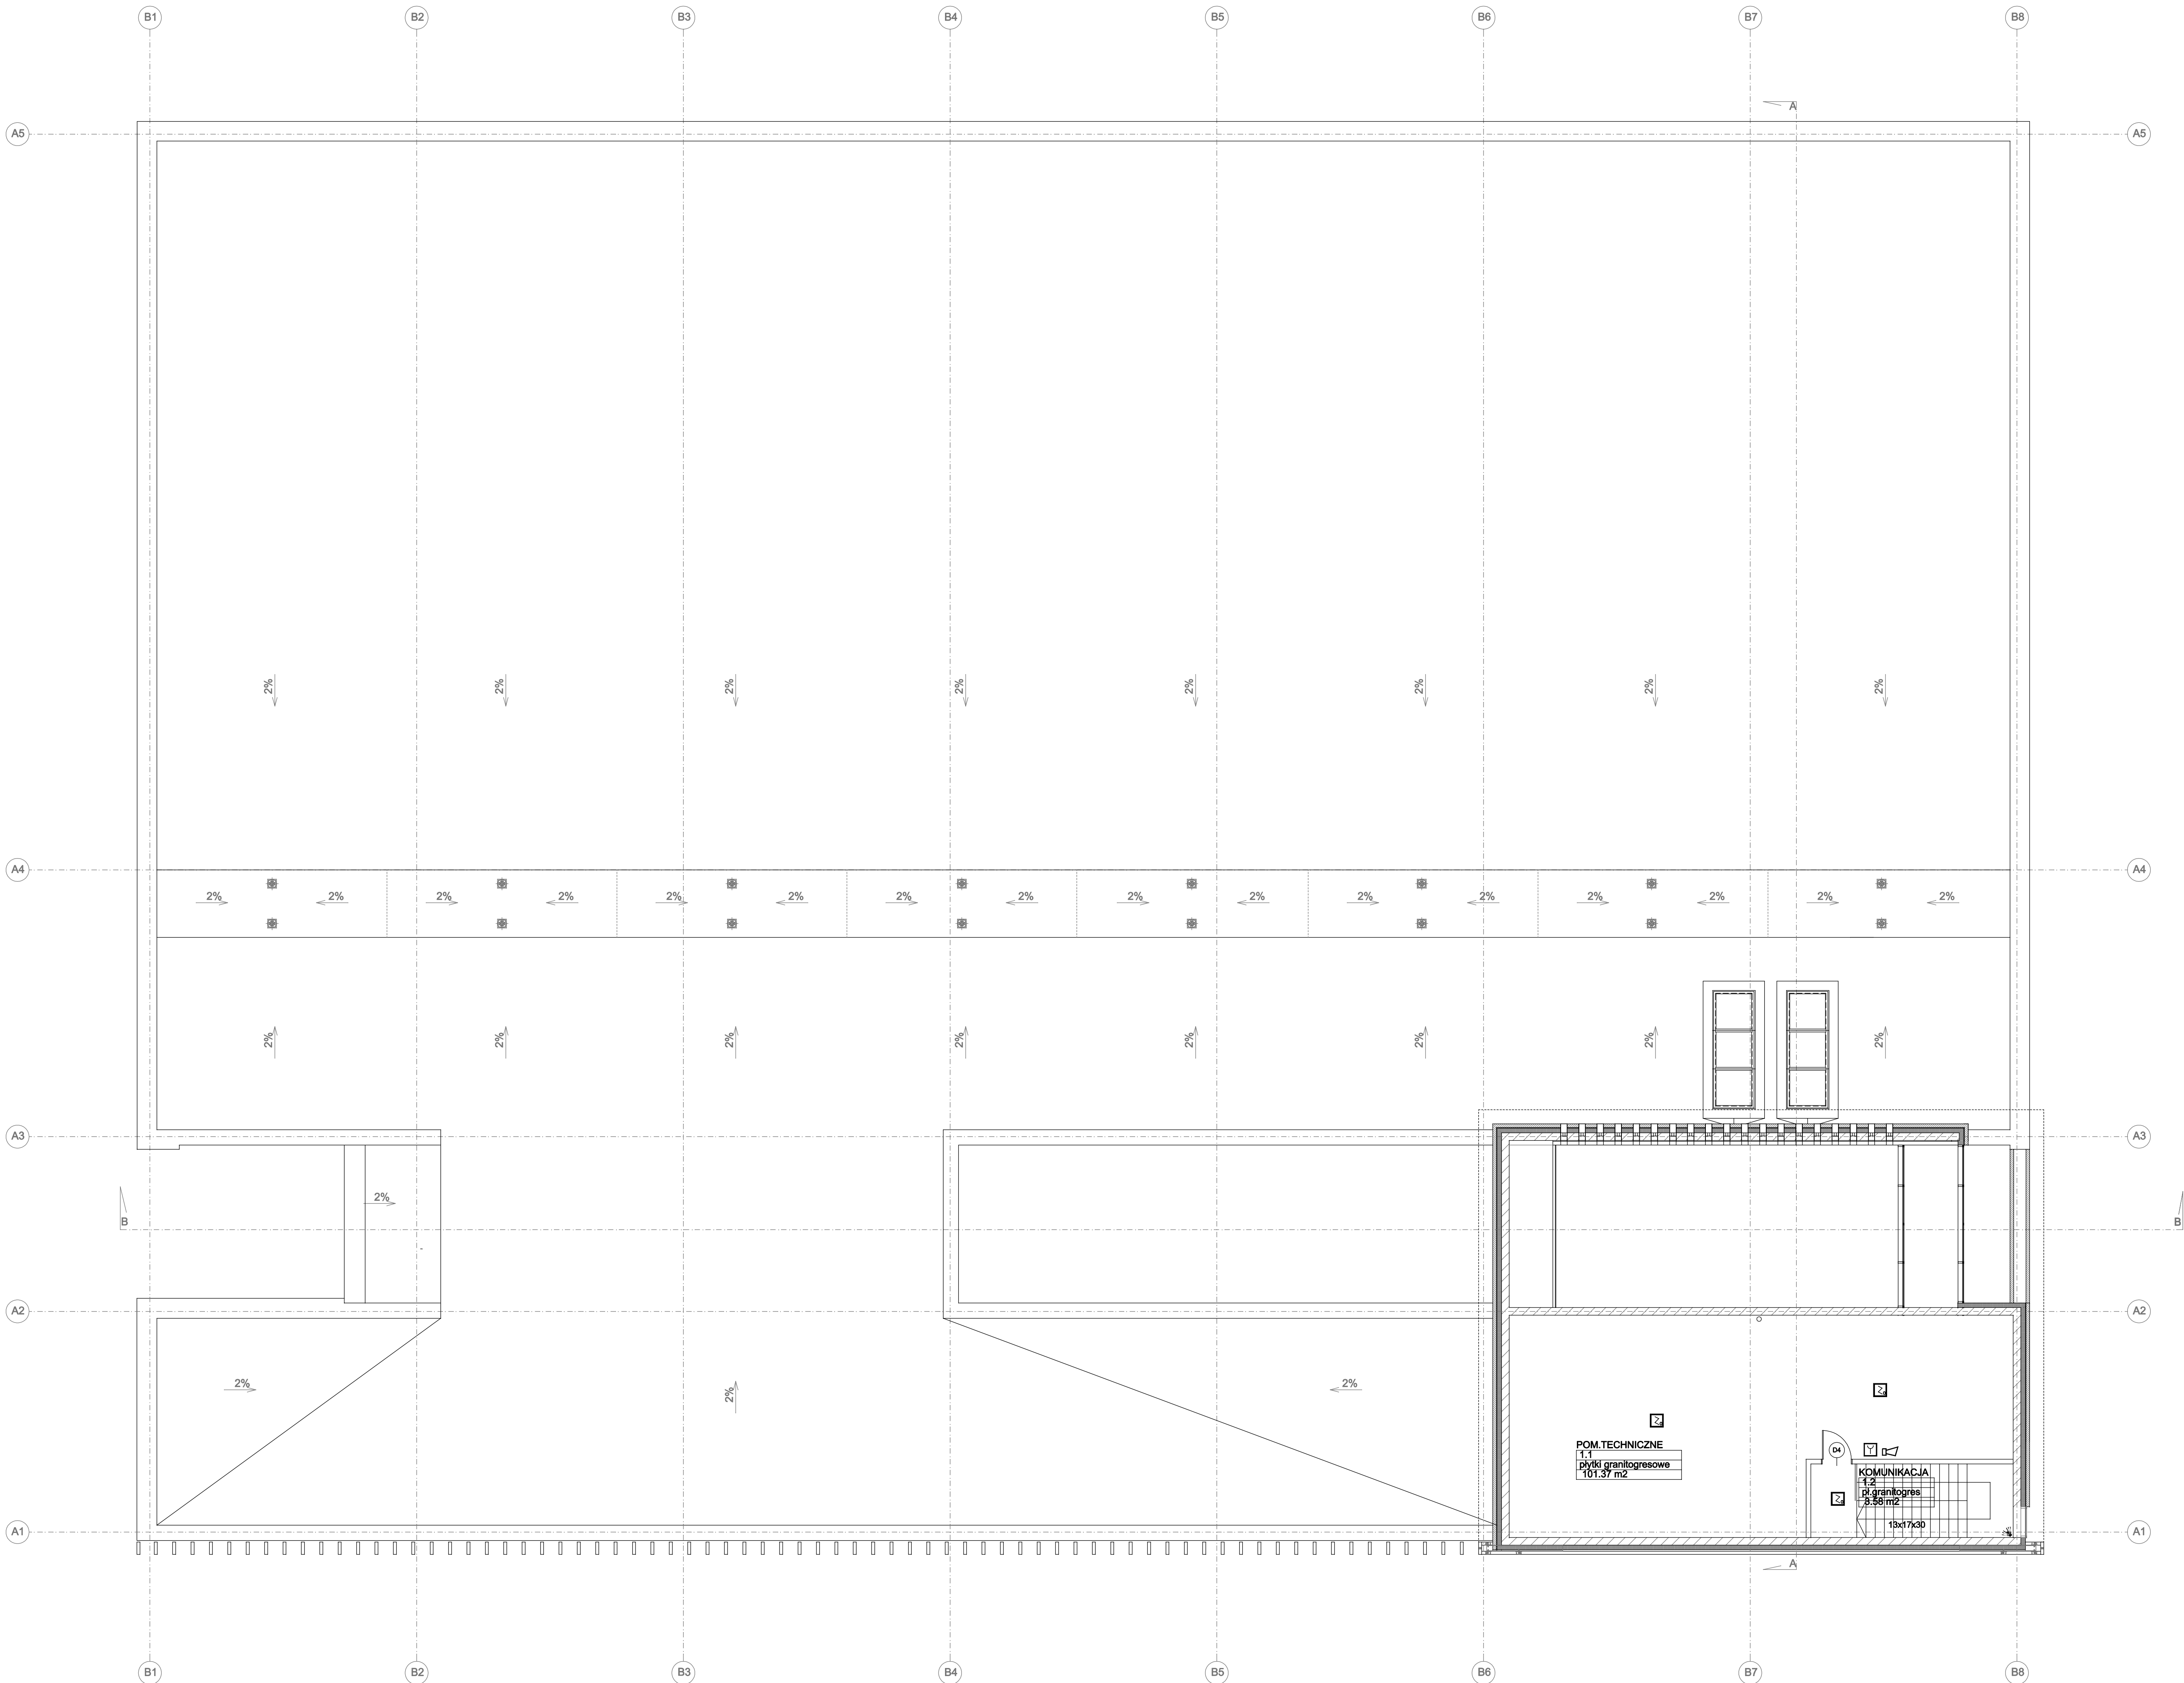 B1 B2 B3 B4 B5 B6 B7 B8
A
A5 A5
2% 2% 2% 2% 2% 2% 2% 2%
A4 A4
2% 2% 2% 2% 2% 2% 2% 2% 2% 2% 2% 2% 2% 2% 2% 2%
2% 2% 2% 2% 2% 2% 2% 2%
A3 A3
2%
B B
A2 A2
2% 2% 2%
POM.TECHNICZNE
1.1
płytki granitogresowe
101.37 m2
D4
KOMUNIKACJA
1.2
pł.granitogres
3.58 m2
13x17x30
A1 A1
A
B1 B2 B3 B4 B5 B6 B7 B8